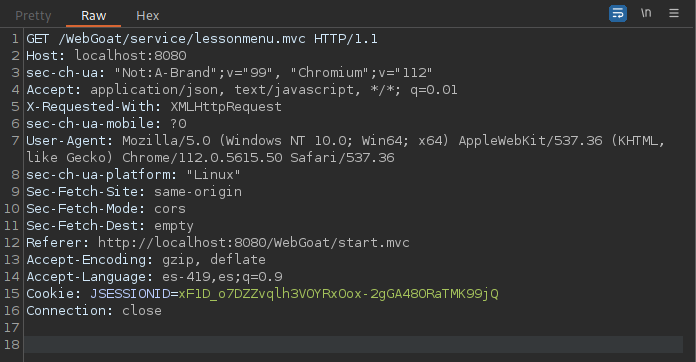 Pretty Raw Hex \n
1 GET /WebGoat/service/lessonmenu.mvc HTTP/1.1
2 Host: localhost:8080
3 sec-ch-ua: "Not:A-Brand";v="99", "Chromium";v="112"
4 Accept: application/json, text/javascript, */*; q=0.01
5 X-Requested-With: XMLHttpRequest
6 sec-ch-ua-mobile: ?0
7 User-Agent: Mozilla/5.0 (Windows NT 10.0; Win64; x64) AppleWebKit/537.36 (KHTML,
like Gecko) Chrome/112.0.5615.50 Safari/537.36
8 sec-ch-ua-platform: "Linux"
9 Sec-Fetch-Site: same-origin
10 Sec-Fetch-Mode: cors
11 Sec-Fetch-Dest: empty
12 Referer: http://localhost:8080/WebGoat/start.mvc
13 Accept-Encoding: gzip, deflate
14 Accept-Language: es-419,es;q=0.9
15 Cookie: JSESSIONID=xF1D_o7DZZvqlh3V0YRxOox-2gGA480RaTMK99jQ
16 Connection: close
17
18